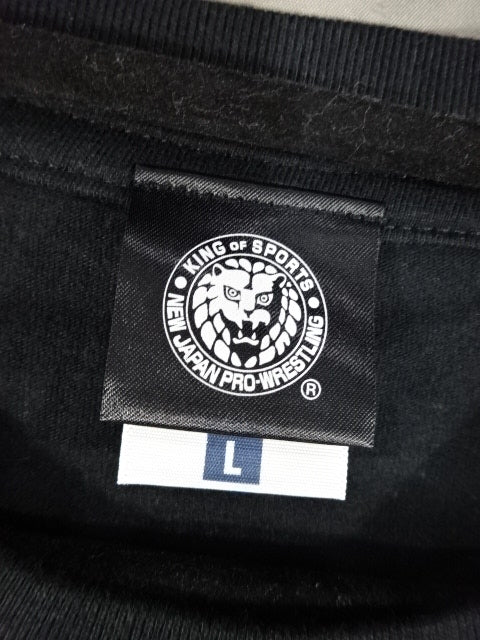 • KING OF SPORTS •
NEW JAPAN PRO-WRESTLING
®
L